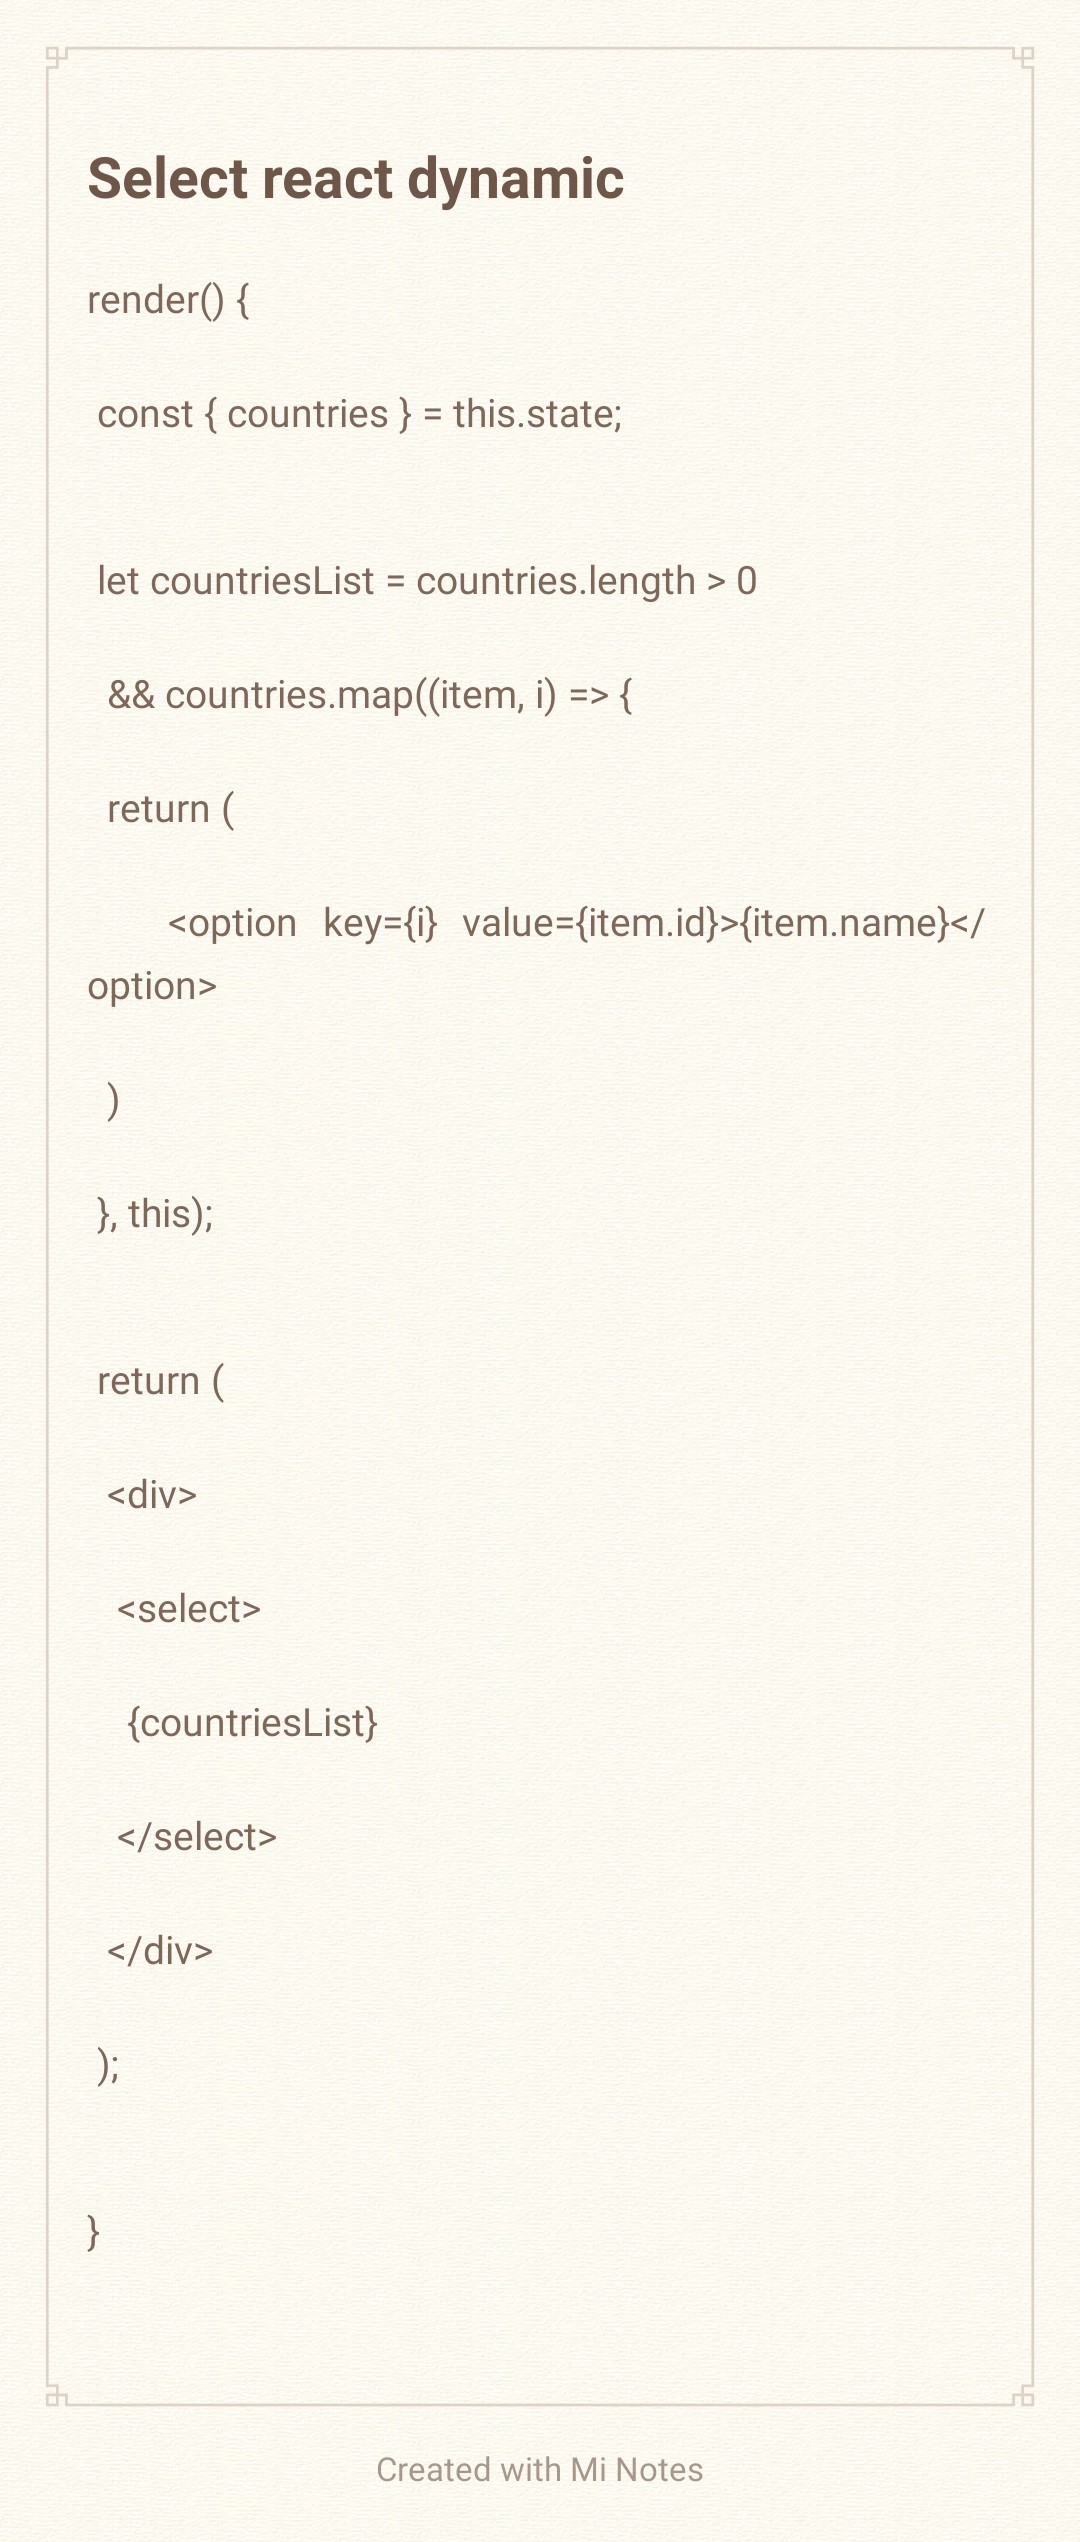 Select react dynamic
render() {
const { countries } = this.state;
let countriesList = countries.length > 0
&& countries.map((item, i) => {
return (
<option key={i} value={item.id}>{item.name}</
option>
)
}, this);
return (
<div>
<select>
{countriesList}
</select>
</div>
);
}
Created with Mi Notes